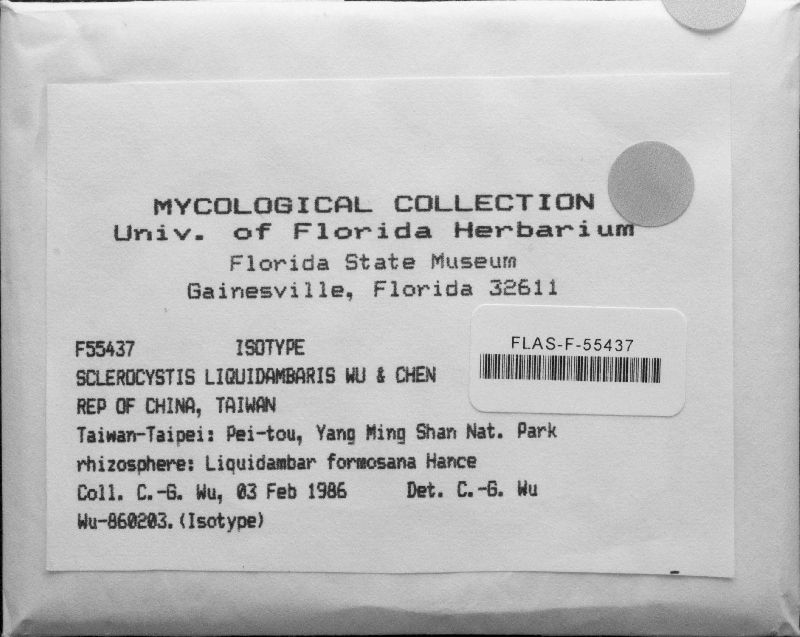 MYCOLOGICAL COLLECTION
Univ. of Florida Herbarium
Florida State Museum
Gainesville, Florida 32611
FLAS-F-55437
F55437 ISOTYPE
SCLEROCYSTIS LIQUIDAMBARIS WU & CHEN
REP OF CHINA, TAIWAN
Taiwan-Taipei: Pei-tou, Yang Ming Shan Nat. Park
rhizosphere: Liquidambar formosana Hance
Coll. C.-G. Wu, 03 Feb 1986 Det. C.-G. Wu
Wu-860203.(Isotype)